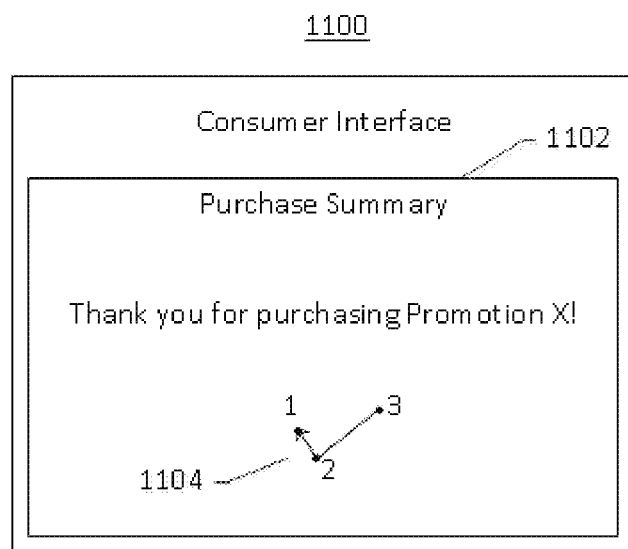 1100
Consumer Interface
1102
Purchase Summary
Thank you for purchasing Promotion X!
1
3
2
1104